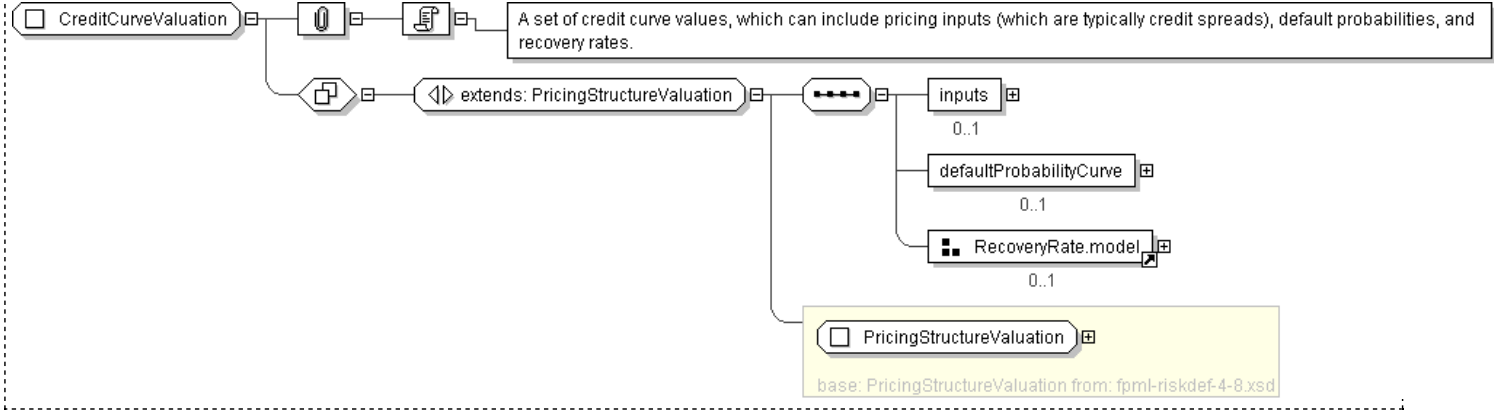 CreditCurveValuation
A set of credit curve values, which can include pricing inputs (which are typically credit spreads), default probabilities, and
recovery rates.
extends: PricingStructureValuation
inputs
0..1
defaultProbabilityCurve
0..1
RecoveryRate.model
0..1
PricingStructureValuation
base: PricingStructureValuation from: fpml-riskdef-4-8.xsd